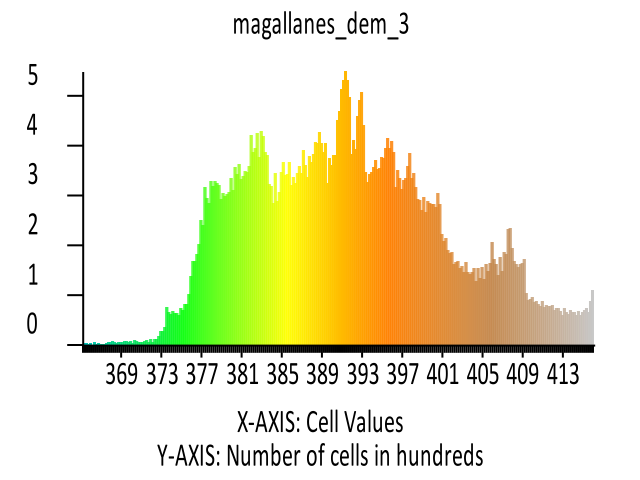 magallanes_dem_3
5
4
3
2
1
0
369 373 377 381 385 389 393 397 401 405 409 413
X-AXIS: Cell Values
Y-AXIS: Number of cells in hundreds